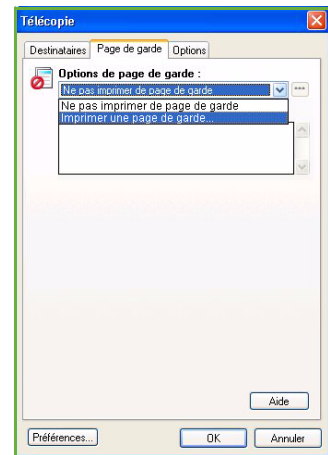 Télécopie
Destinataires Page de garde Options
Options de page de garde :
Ne pas imprimer de page de garde
Ne pas imprimer de page de garde
Imprimer une page de garde...
Aide
Préférences... OK Annuler